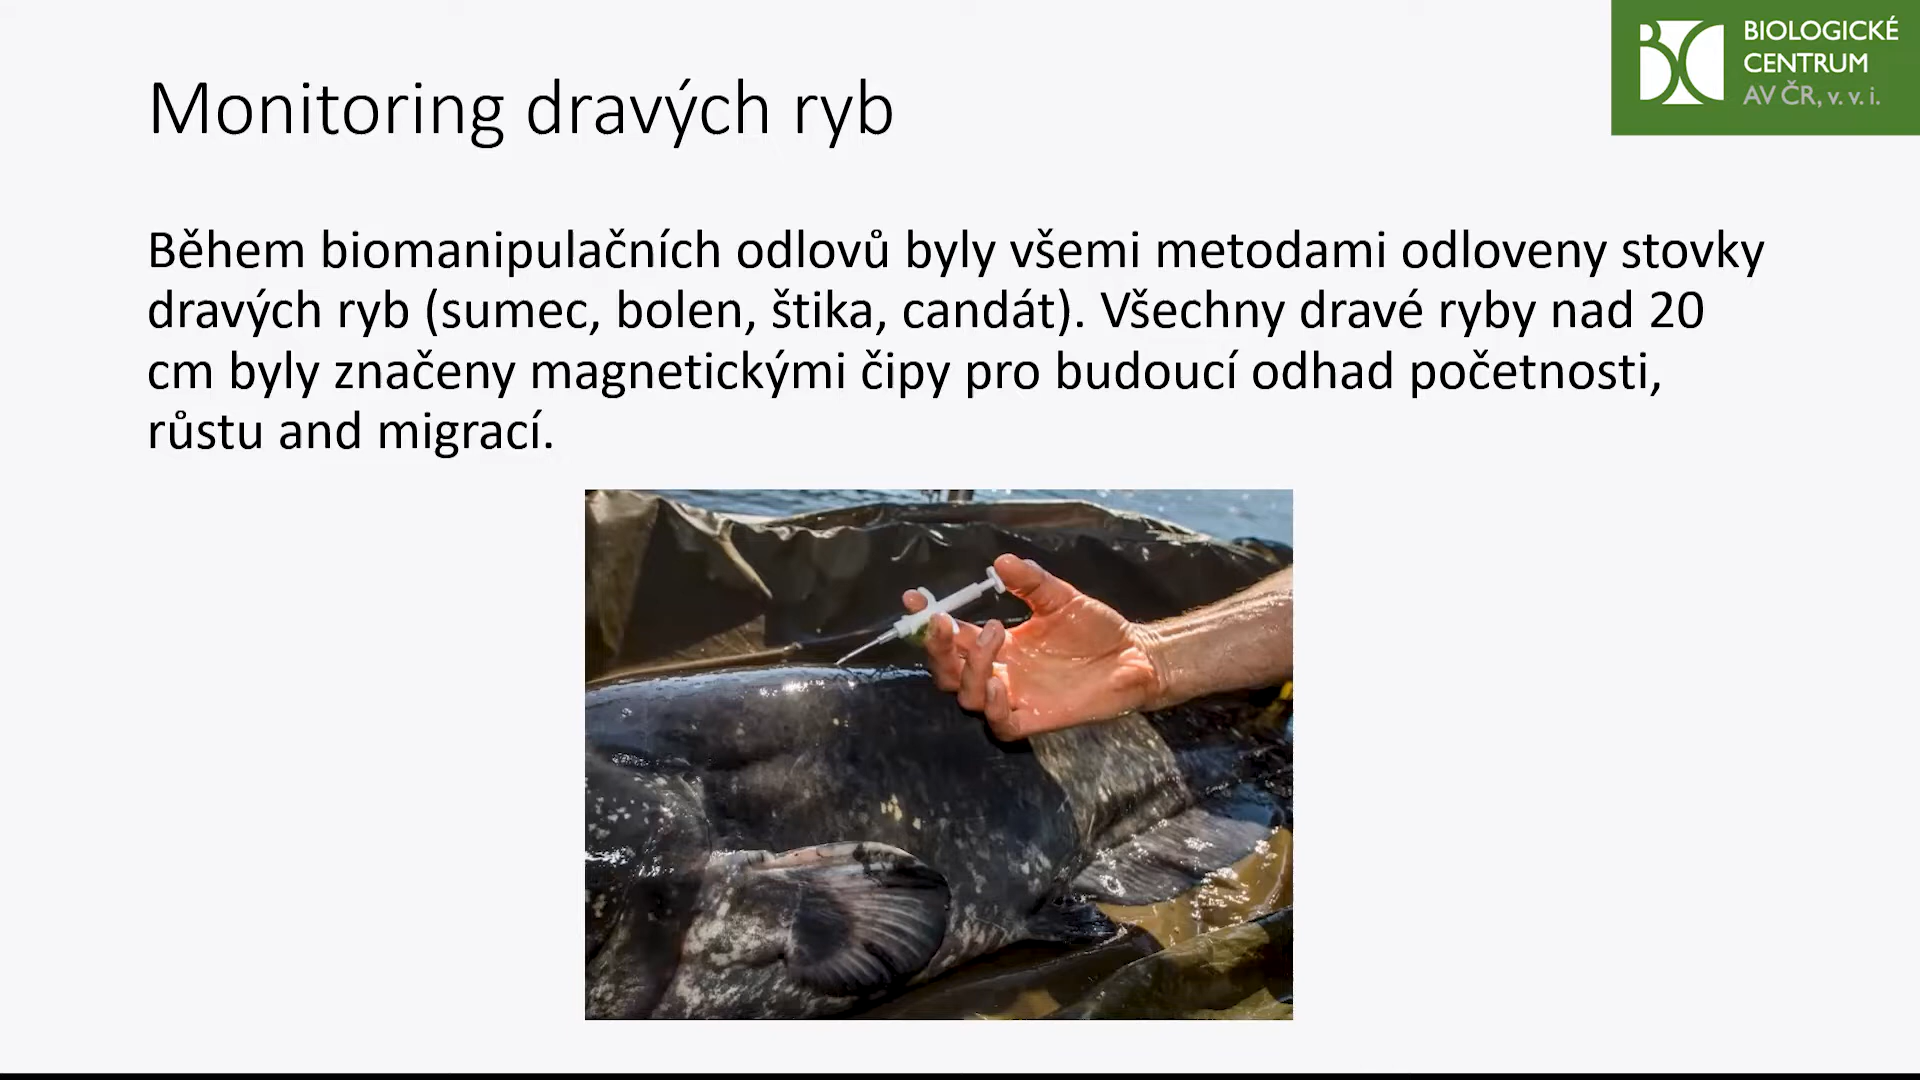 Monitoring dravých ryb
BIOLOGICKÉ
CENTRUM
AV ČR, v. v. i.
Během biomanipulačních odlovů byly všemi metodami odloveny stovky
dravých ryb (sumec, bolen, štika, candát). Všechny dravé ryby nad 20
cm byly značeny magnetickými čipy pro budoucí odhad početnosti,
růstu and migrací.